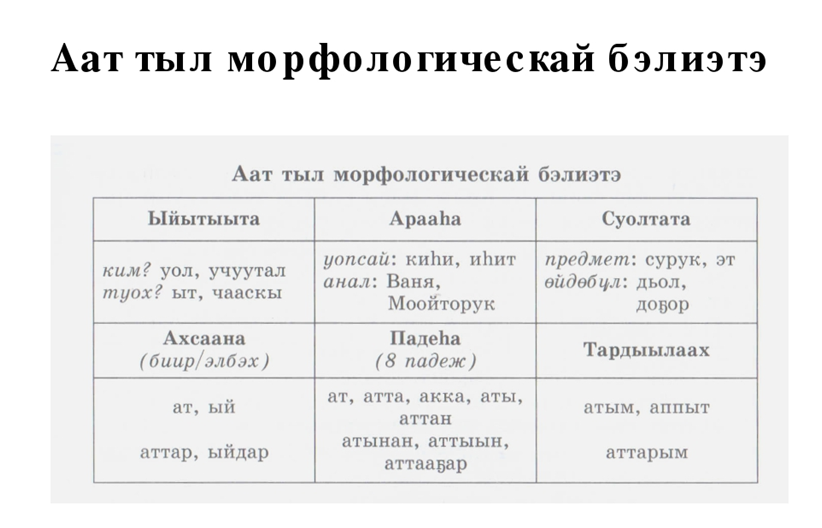 Аат тыл морфологическай бэлиэтэ
Аат тыл морфологическай бэлиэтэ
Ыйытыыта
Арааһа
Суолтата
ким? уол, учуутал
туох? ыт, чааскы
уопсай: киһи, иһит
анал: Ваня,
Моойторук
предмет: сурук, эт
өйдөбүл: дьол,
доҕор
Ахсаана
(биир/элбэх)
Падеһа
(8 падеж)
Тардыылаах
ат, ый
аттар, ыйдар
ат, атта, акка, аты,
аттан
атынан, аттыын,
аттааҕар
атым, аппыт
аттарым